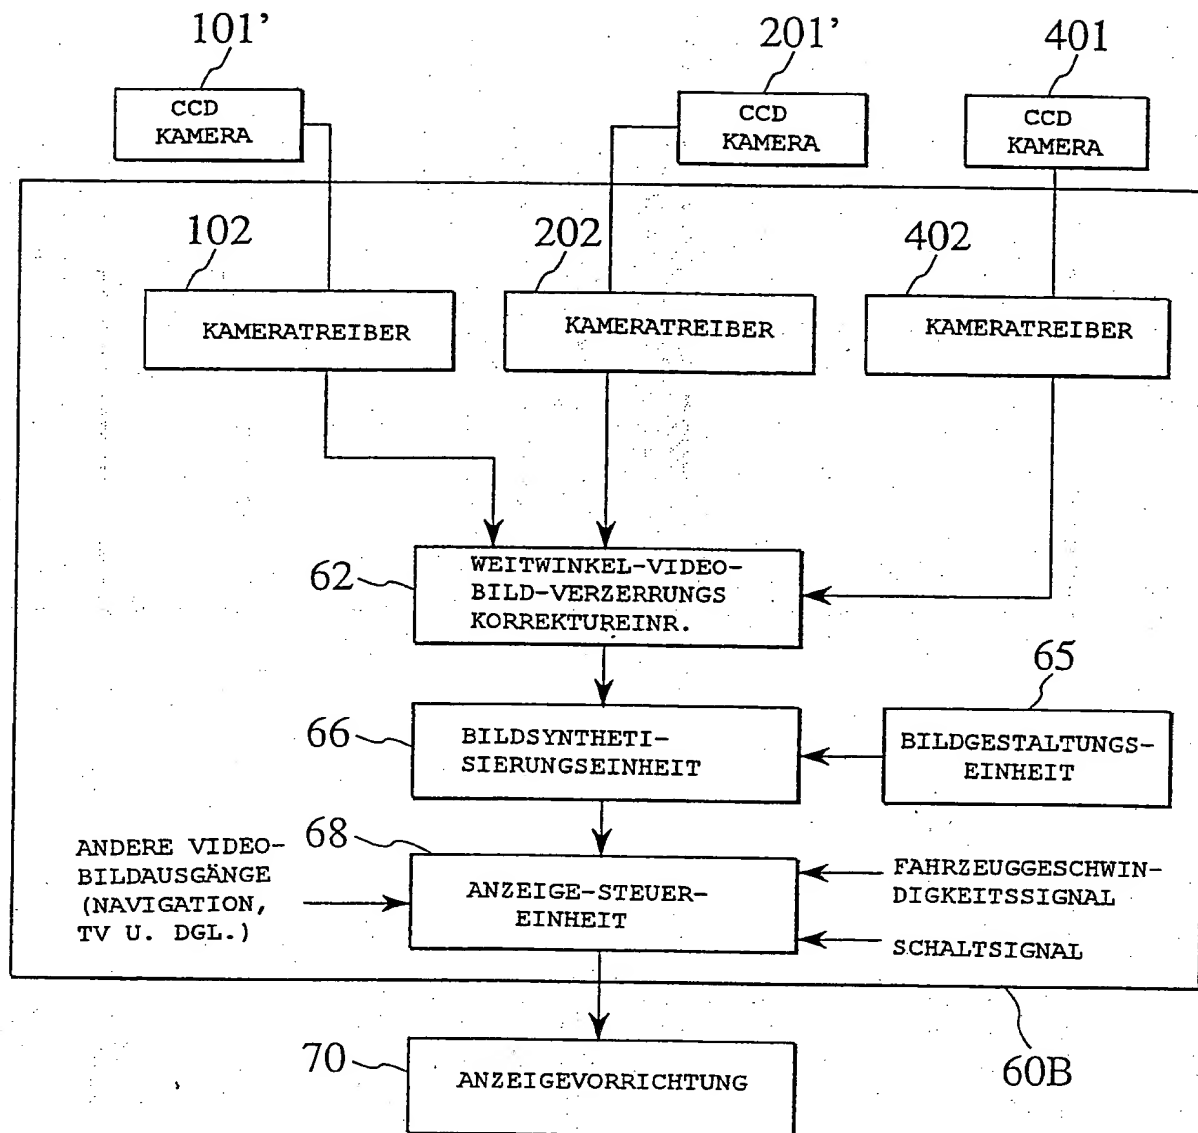 101’
201’
401
CCD
KAMERA
CCD
KAMERA
CCD
KAMERA
102
202
402
KAMERATREIBER
KAMERATREIBER
KAMERATREIBER
62
WEITWINKEL-VIDEO-
BILD-VERZERRUNGS
KORREKTUREINR.
65
66
BILDSYNTHETI-
SIERUNGSEINHEIT
BILDGESTALTUNGS-
EINHEIT
68
ANDERE VIDEO-
BILDAUSGÄNGE
(NAVIGATION,
TV U. DGL.)
ANZEIGE-STEUER-
EINHEIT
FAHRZEUGGESCHWIN-
DIGKEITSSIGNAL
SCHALTSIGNAL
70
ANZEIGEVORRICHTUNG
60B